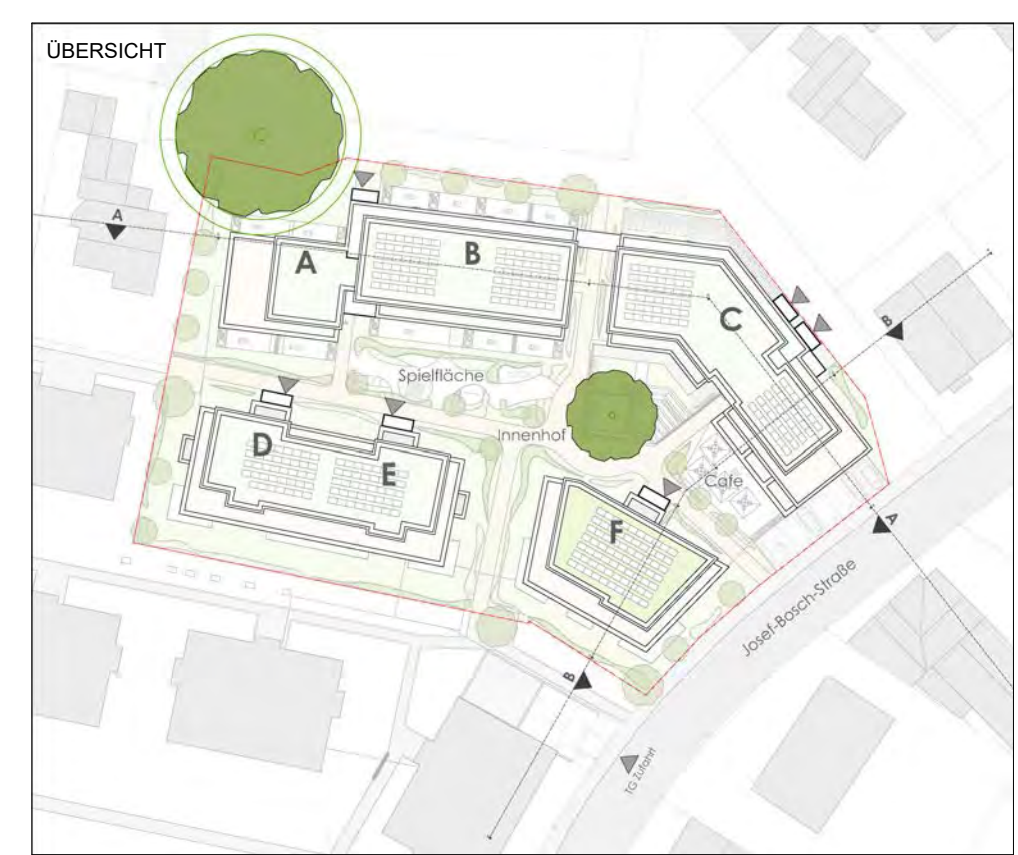 ÜBERSICHT
A
A
B
C
B
Spielfläche
D
E
Innenhof
Cafe
F
A
Josef-Bosch-Straße
B
TG Zufahrt